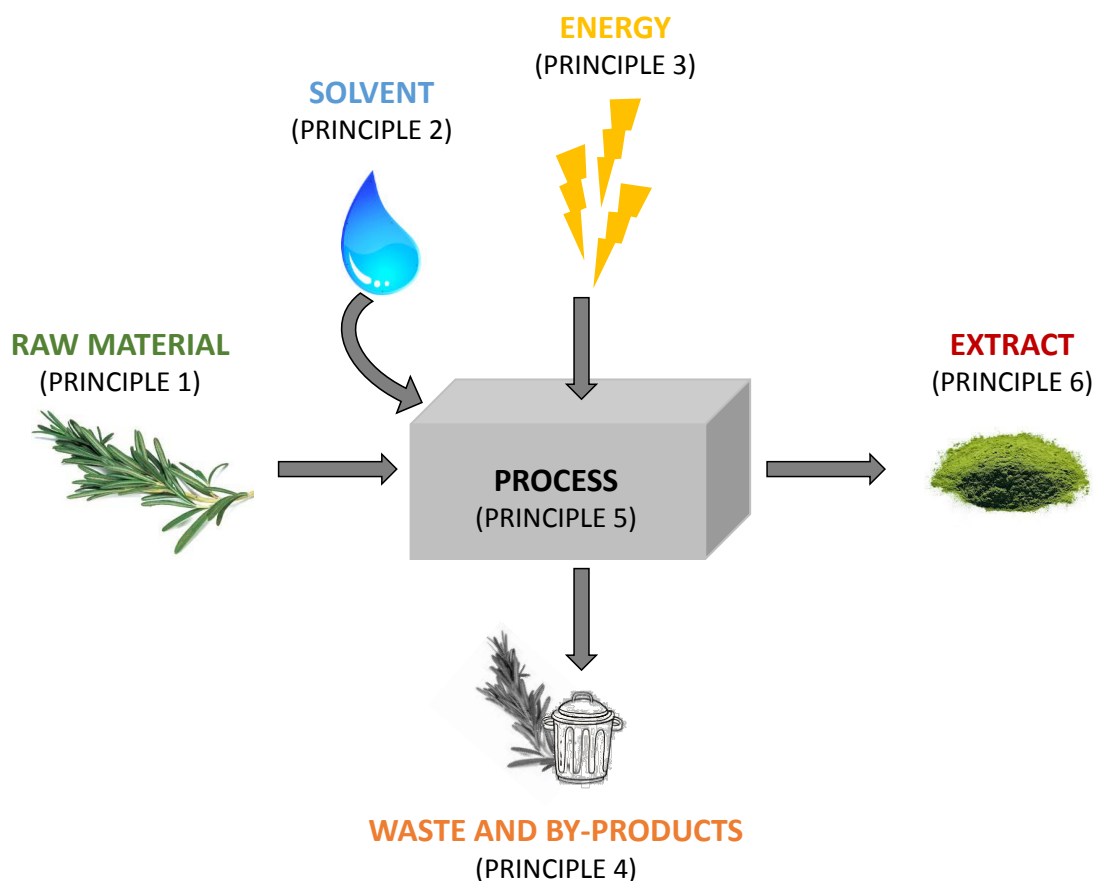 ENERGY
(PRINCIPLE 3)
SOLVENT
(PRINCIPLE 2)
RAW MATERIAL
(PRINCIPLE 1)
EXTRACT
(PRINCIPLE 6)
PROCESS
(PRINCIPLE 5)
WASTE AND BY-PRODUCTS
(PRINCIPLE 4)